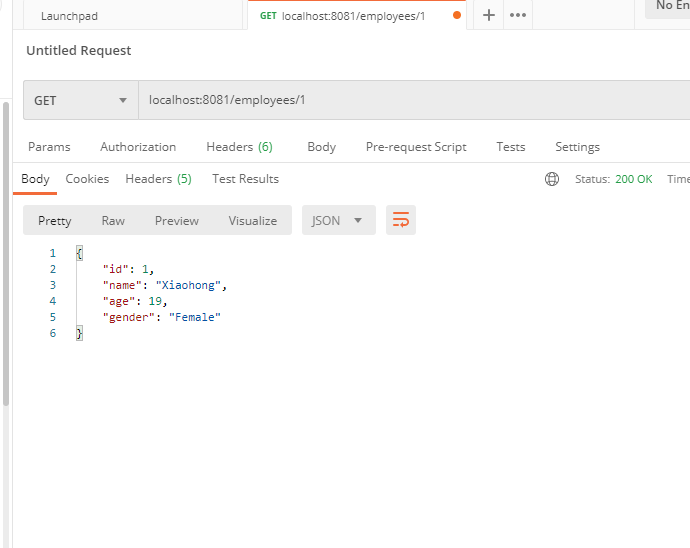 Launchpad
GET localhost:8081/employees/1
No En
Untitled Request
GET localhost:8081/employees/1
Params Authorization Headers (6) Body Pre-request Script Tests Settings
Body Cookies Headers (5) Test Results Status: 200 OK Time
Pretty Raw Preview Visualize JSON
1 {
2 "id": 1,
3 "name": "Xiaohong",
4 "age": 19,
5 "gender": "Female"
6 }